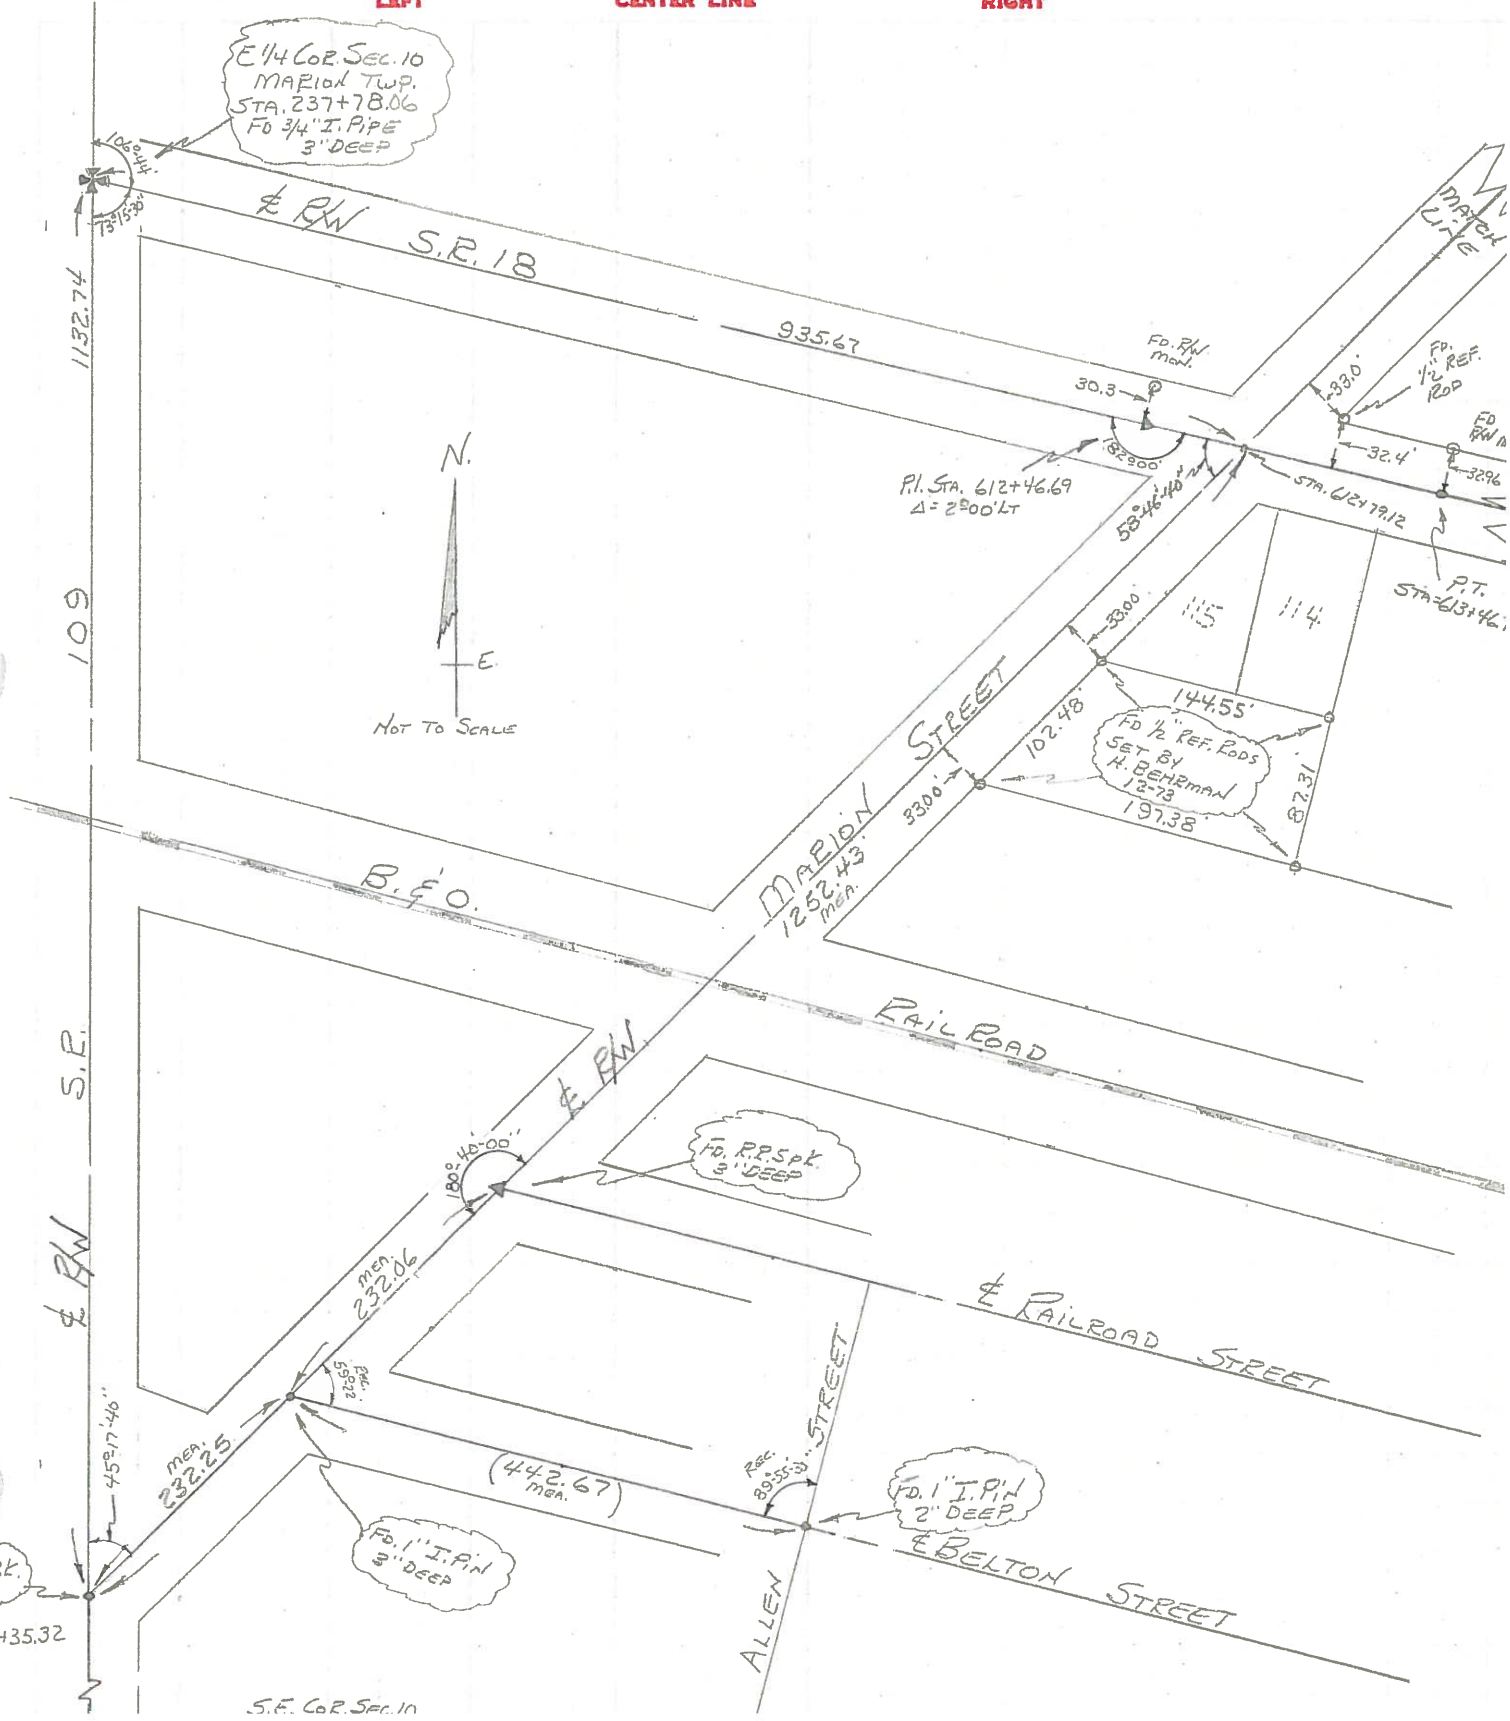 LEFT
CENTER LINE
RIGHT
E 1/4 COR. SEC. 10
MARION TWP.
STA. 237+78.06
FD 3/4" I. PIPE
3" DEEP
106°-44'
73°-15'-30"
℄ R/W S.R. 18
935.67
1132.74
℄ R/W S.R. 109
FD. R/W
MON.
30.3
182°00'
P.I. STA. 612+46.69
Δ = 2°00' LT
58°-46'-40"
STA. 612+79.12
MATCH
LINE
33.0'
FD.
1/2" REF.
ROD
FD
R/W
32.4'
32.96
P.T.
STA=613+46.
N.
E.
NOT TO SCALE
33.00
115
114
144.55'
102.48'
FD 1/2" REF. RODS
SET BY
H. BEHRMAN
12-73
87.31'
197.38
33.00'
MARION STREET
1252.43'
MEA.
℄ R/W
B. & O. RAILROAD
180°-40'-00"
FD. R.R. SPK.
3" DEEP
MEA.
232.06
℄ RAILROAD STREET
REC.
59°-22'
45°-17'-40"
MEA.
232.25
(442.67)
MEA.
REC.
89°-55'-
ALLEN STREET
FD. 1" I. PIN
2" DEEP
FD. 1" I. PIN
3" DEEP
℄ BELTON STREET
K.
+35.32
S.E. COR. SEC. 10